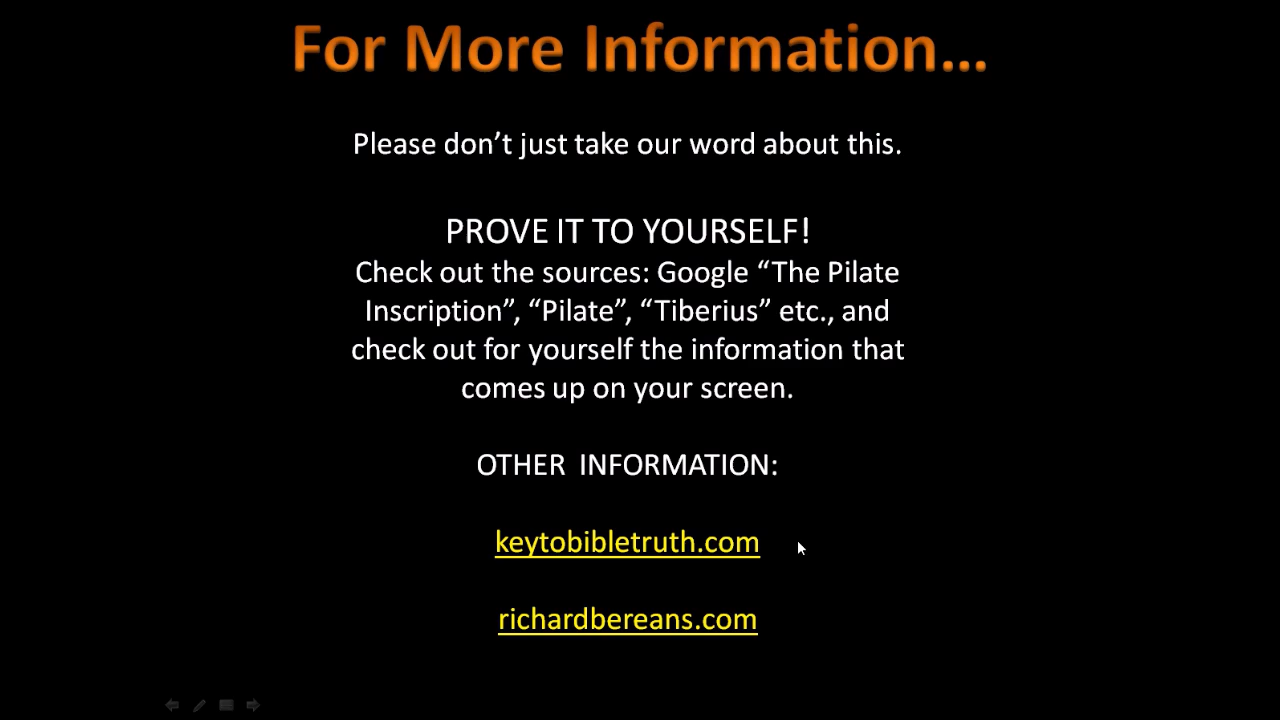 For More Information…
Please don’t just take our word about this.
PROVE IT TO YOURSELF!
Check out the sources: Google “The Pilate
Inscription”, “Pilate”, “Tiberius” etc., and
check out for yourself the information that
comes up on your screen.
OTHER  INFORMATION:
keytobibletruth.com
richardbereans.com